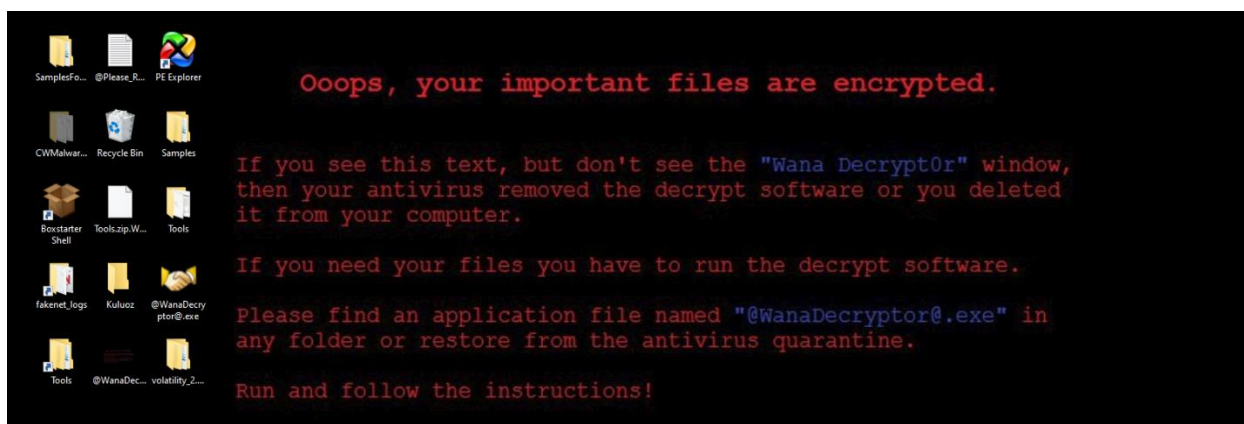 SamplesFo... @Please_R... PE Explorer
CWMalwar... Recycle Bin Samples
Boxstarter Tools.zip.W... Tools
Shell
fakenet_logs Kuluoz @WanaDecry
ptor@.exe
Tools @WanaDec... volatility_2....
Ooops, your important files are encrypted.
If you see this text, but don't see the "Wana Decrypt0r" window,
then your antivirus removed the decrypt software or you deleted
it from your computer.
If you need your files you have to run the decrypt software.
Please find an application file named "@WanaDecryptor@.exe" in
any folder or restore from the antivirus quarantine.
Run and follow the instructions!